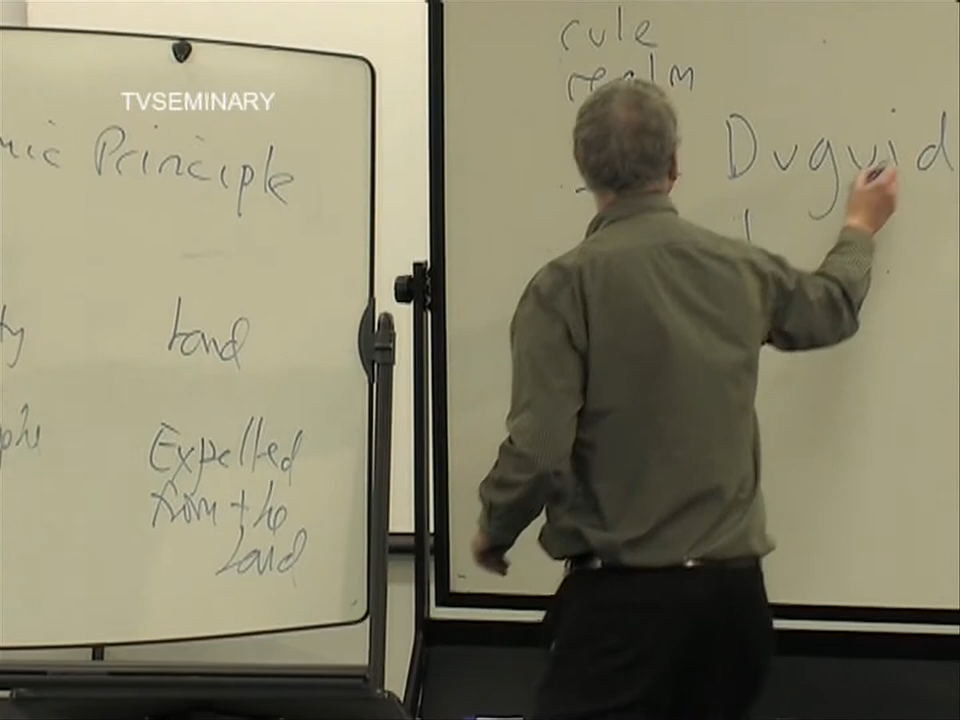 TVSEMINARY
Principle
Land
Expelled
from the
Land
rule
realm
Duguid